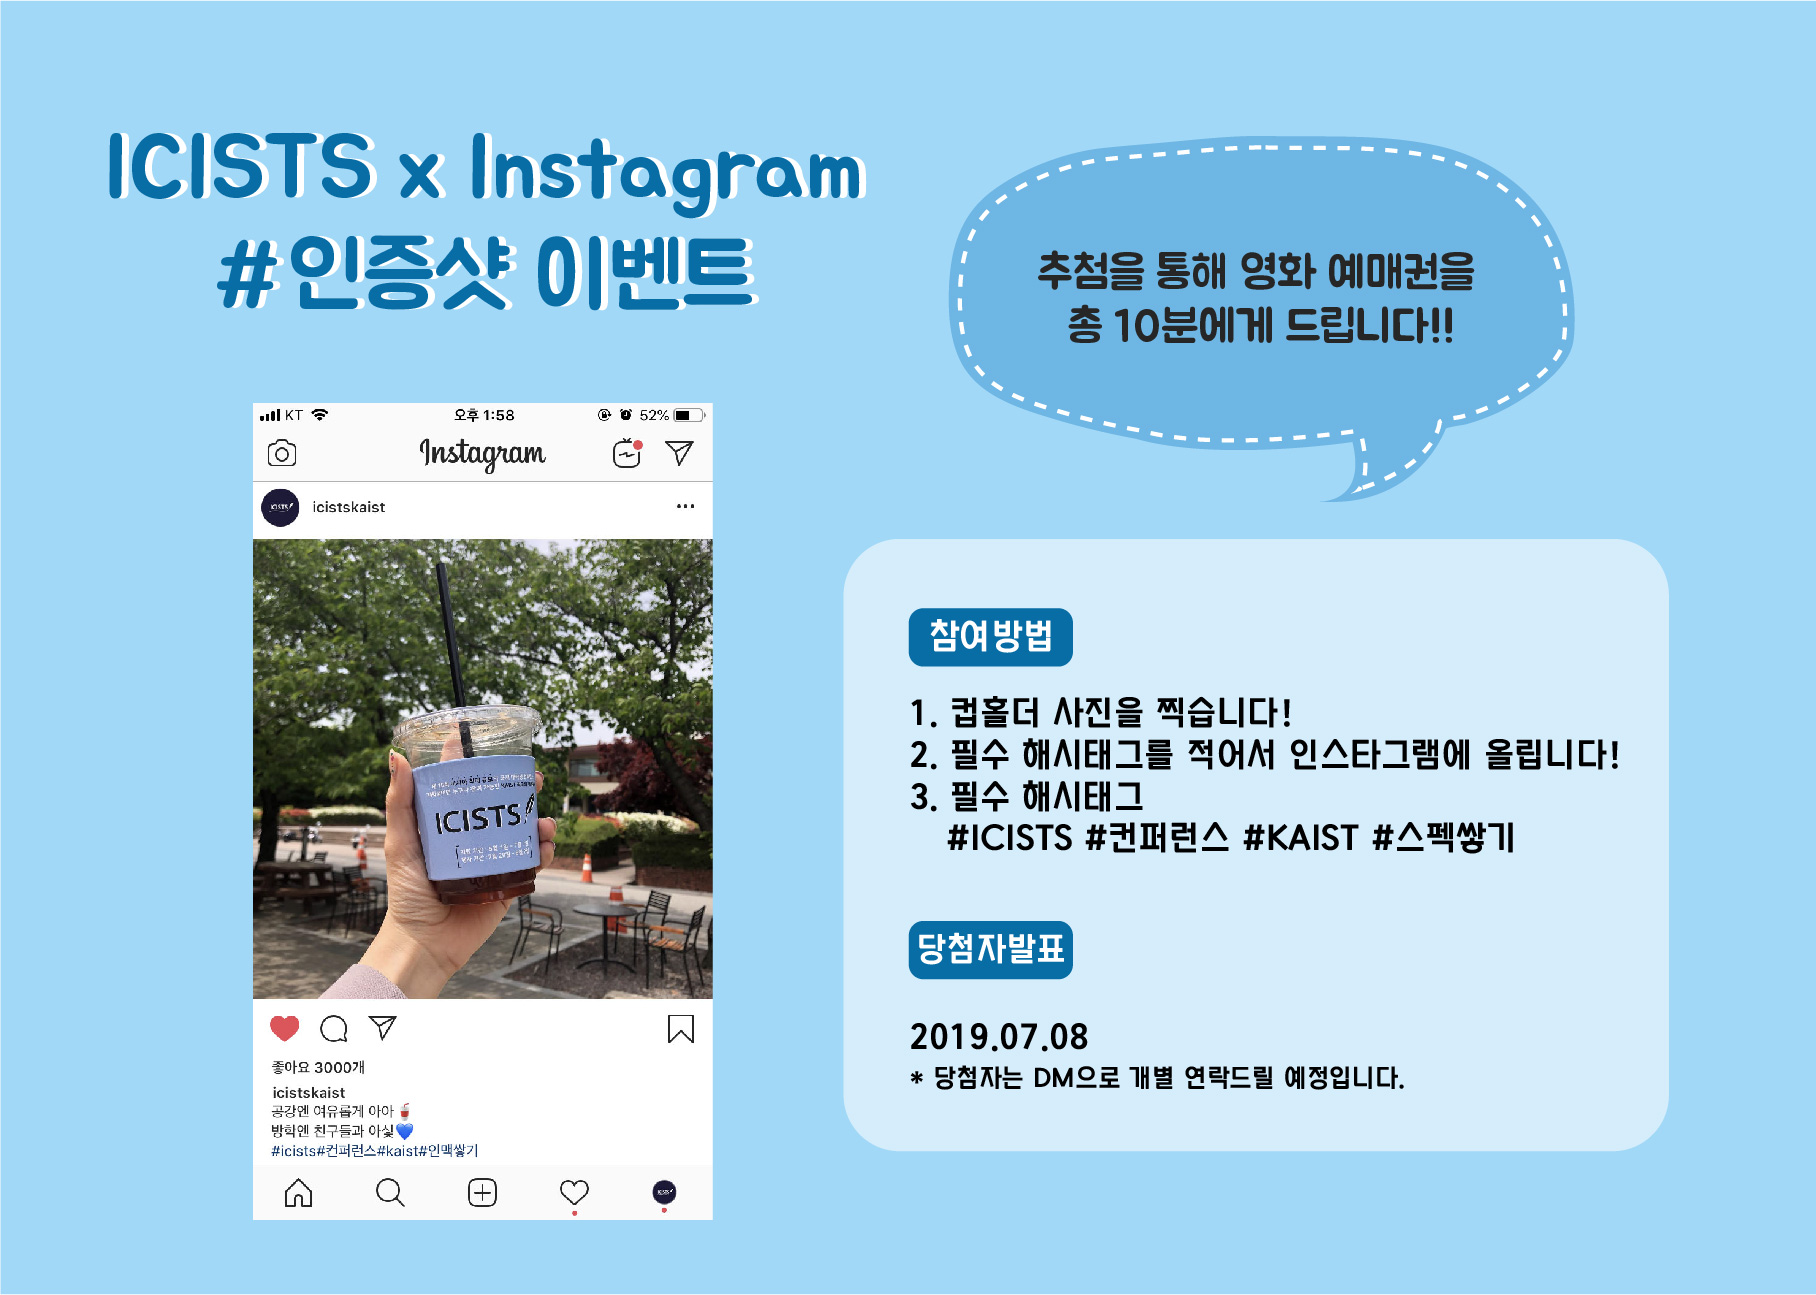 ICISTS x Instagram
#인증샷 이벤트
추첨을 통해 영화 예매권을
총 10분에게 드립니다!!
KT 오후 1:58 52%
Instagram
ICISTS
icistskaist
ICISTS
좋아요 3000개
icistskaist
공강엔 여유롭게 아아
방학엔 친구들과 아싳
#icists#컨퍼런스#kaist#인맥쌓기
참여방법
1. 컵홀더 사진을 찍습니다!
2. 필수 해시태그를 적어서 인스타그램에 올립니다!
3. 필수 해시태그
#ICISTS #컨퍼런스 #KAIST #스펙쌓기
당첨자발표
2019.07.08
* 당첨자는 DM으로 개별 연락드릴 예정입니다.